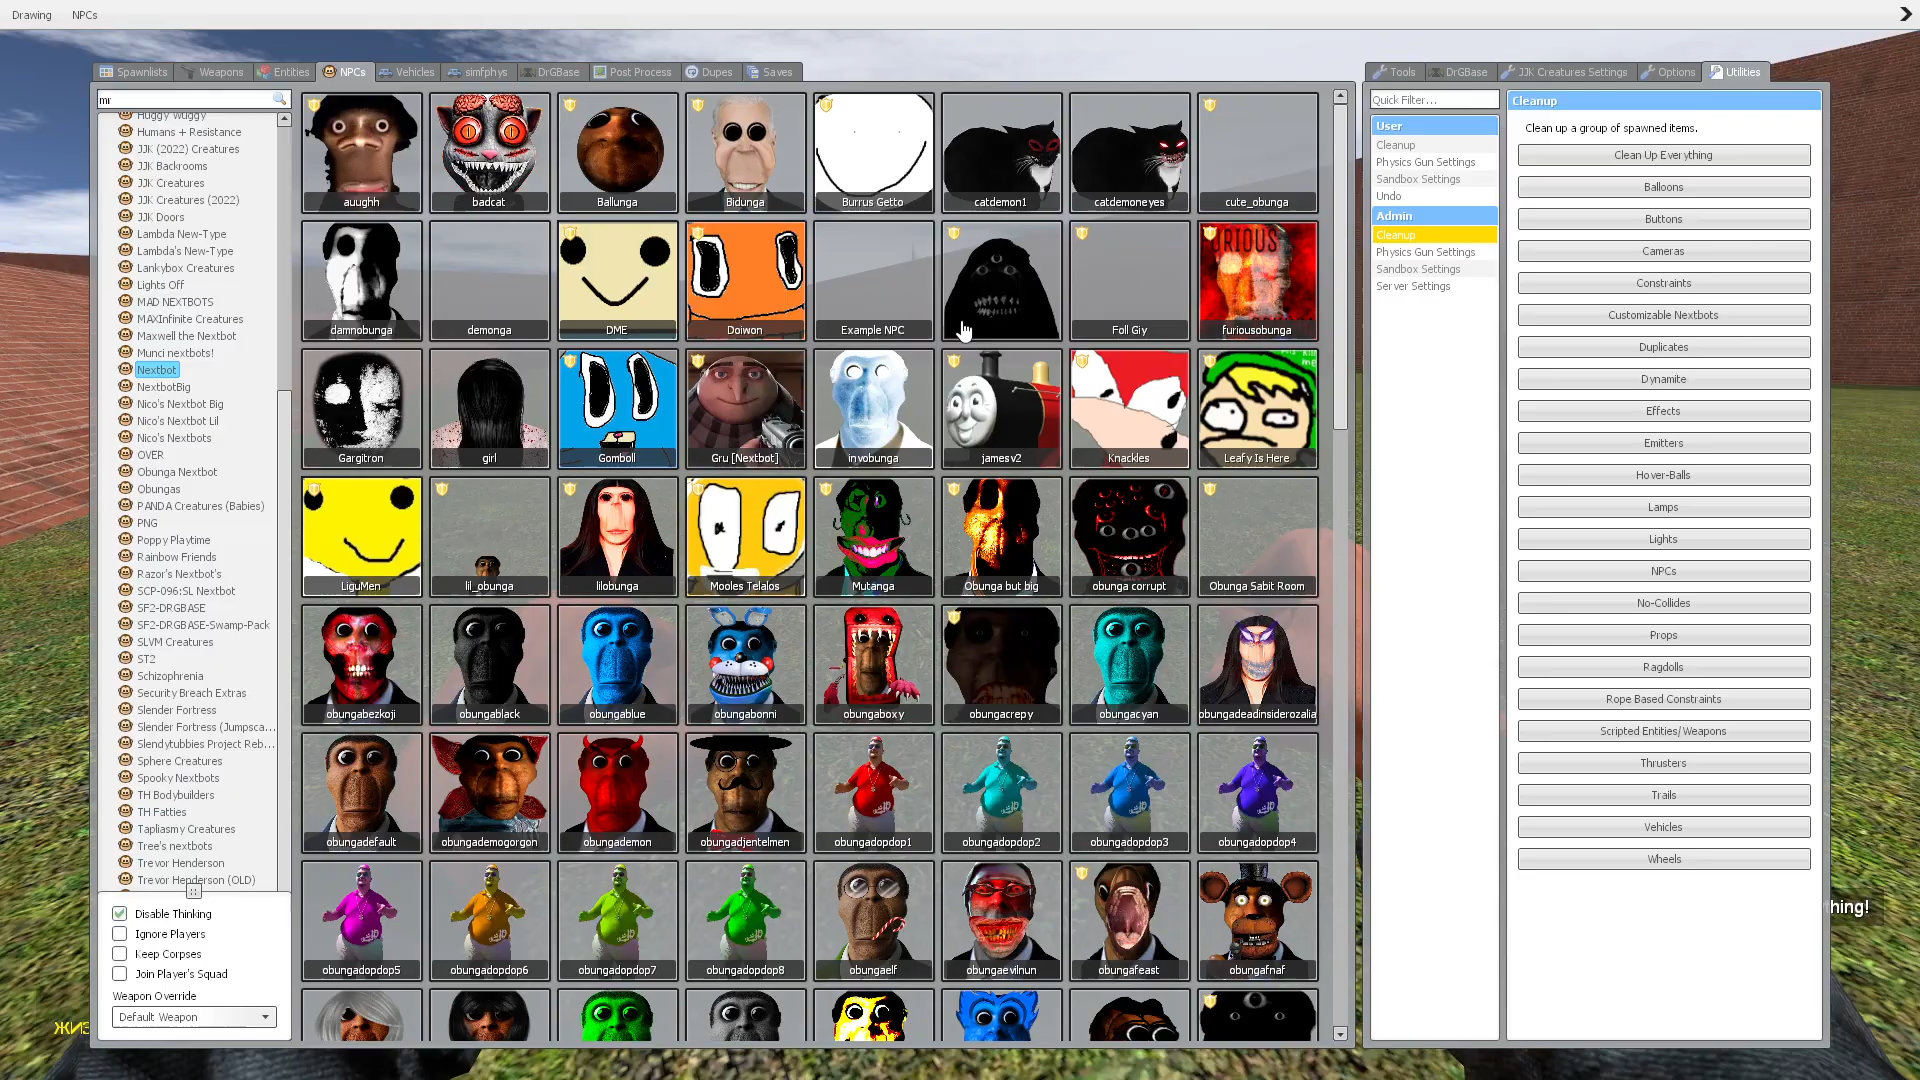 Drawing NPCs
Spawnlists Weapons Entities NPCs Vehicles simfphys DrGBase Post Process Dupes Saves
mr
Huggy Wuggy
Humans + Resistance
JJK (2022) Creatures
JJK Backrooms
JJK Creatures
JJK Creatures (2022)
JJK Doors
Lambda New-Type
Lambda's New-Type
Lankybox Creatures
Lights Off
MAD NEXTBOTS
MAXInfinite Creatures
Maxwell the Nextbot
Munci nextbots!
Nextbot
NextbotBig
Nico's Nextbot Big
Nico's Nextbot Lil
Nico's Nextbots
OVER
Obunga Nextbot
Obungas
PANDA Creatures (Babies)
PNG
Poppy Playtime
Rainbow Friends
Razor's Nextbot's
SCP-096:SL Nextbot
SF2-DRGBASE
SF2-DRGBASE-Swamp-Pack
SLVM Creatures
ST2
Schizophrenia
Security Breach Extras
Slender Fortress
Slender Fortress (Jumpsca...
Slendytubbies Project Reb...
Sphere Creatures
Spooky Nextbots
TH Bodybuilders
TH Fatties
Tapliasmy Creatures
Tree's nextbots
Trevor Henderson
Trevor Henderson (OLD)
Disable Thinking
Ignore Players
Keep Corpses
Join Player's Squad
Weapon Override
Default Weapon
auughh badcat Ballunga Bidunga Burrus Getto catdemon1 catdemoneyes cute_obunga
FURIOUS
damnobunga demonga DME Doiwon Example NPC Foll Giy furiousobunga
Gargitron girl Gomboll Gru [Nextbot] invobunga jamesv2 Knackles Leafy Is Here
LiguMen lil_obunga lilobunga Mooles Telalos Mutanga Obunga but big obunga corrupt Obunga Sabit Room
obungabezkoji obungablack obungablue obungabonni obungaboxy obungacrepy obungacyan obungadeadinsiderozalia
obungadefault obungademogorgon obungademon obungadjentelmen obungadopdop1 obungadopdop2 obungadopdop3 obungadopdop4
obungadopdop5 obungadopdop6 obungadopdop7 obungadopdop8 obungaelf obungaevilnun obungafeast obungafnaf
Tools DrGBase JJK Creatures Settings Options Utilities
Quick Filter...
User
Cleanup
Physics Gun Settings
Sandbox Settings
Undo
Admin
Cleanup
Physics Gun Settings
Sandbox Settings
Server Settings
Cleanup
Clean up a group of spawned items.
Clean Up Everything
Balloons
Buttons
Cameras
Constraints
Customizable Nextbots
Duplicates
Dynamite
Effects
Emitters
Hover-Balls
Lamps
Lights
NPCs
No-Collides
Props
Ragdolls
Rope Based Constraints
Scripted Entities/Weapons
Thrusters
Trails
Vehicles
Wheels
hing!
ЖИЗ